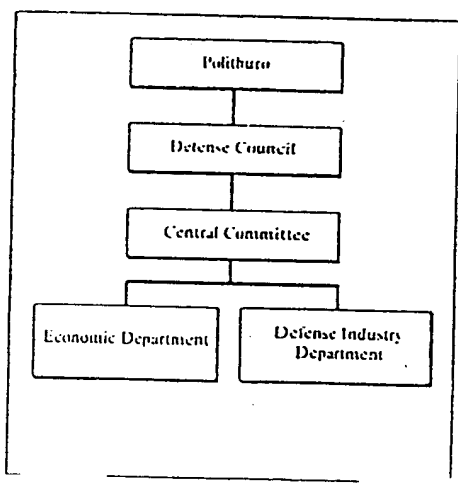 Politburo
Defense Council
Central Committee
Economic Department
Defense Industry
Department